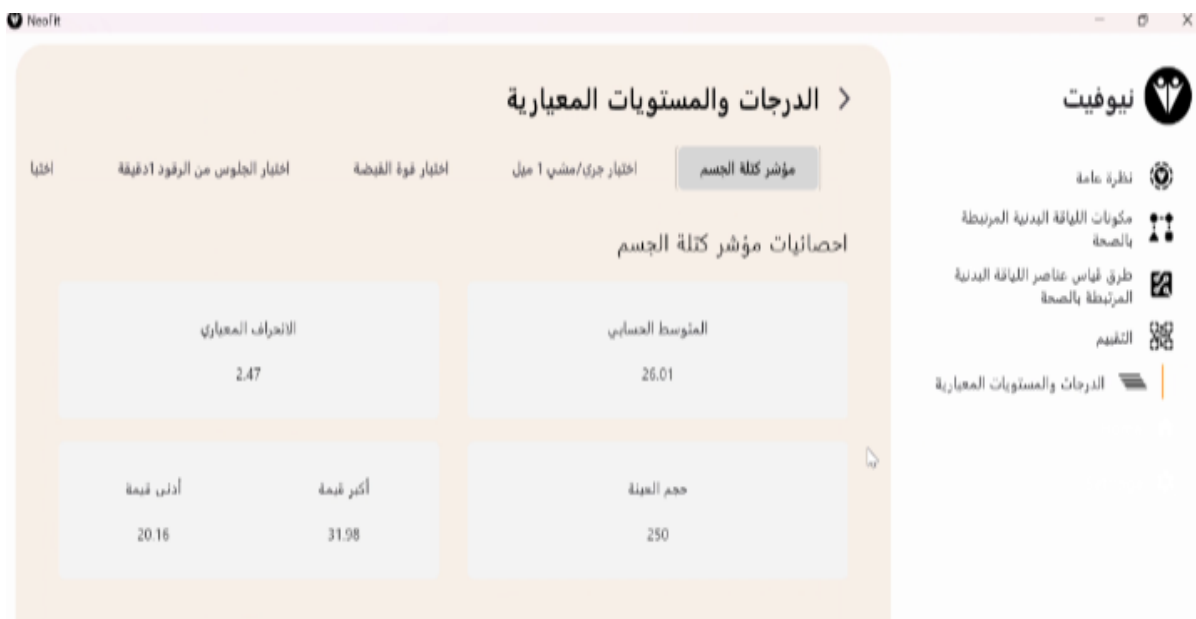 NeoFit
نيوفيت
نظرة عامة
مكونات اللياقة البدنية المرتبطة
بالصحة
طرق قياس عناصر اللياقة البدنية
المرتبطة بالصحة
التقييم
الدرجات والمستويات المعيارية
الدرجات والمستويات المعيارية
مؤشر كتلة الجسم
اختبار جري/مشي 1 ميل
اختبار قوة القبضة
اختبار الجلوس من الرقود 1دقيقة
اختبا
احصائيات مؤشر كتلة الجسم
المتوسط الحسابي
26.01
الانحراف المعياري
2.47
حجم العينة
250
أكبر قيمة
31.98
أدنى قيمة
20.16